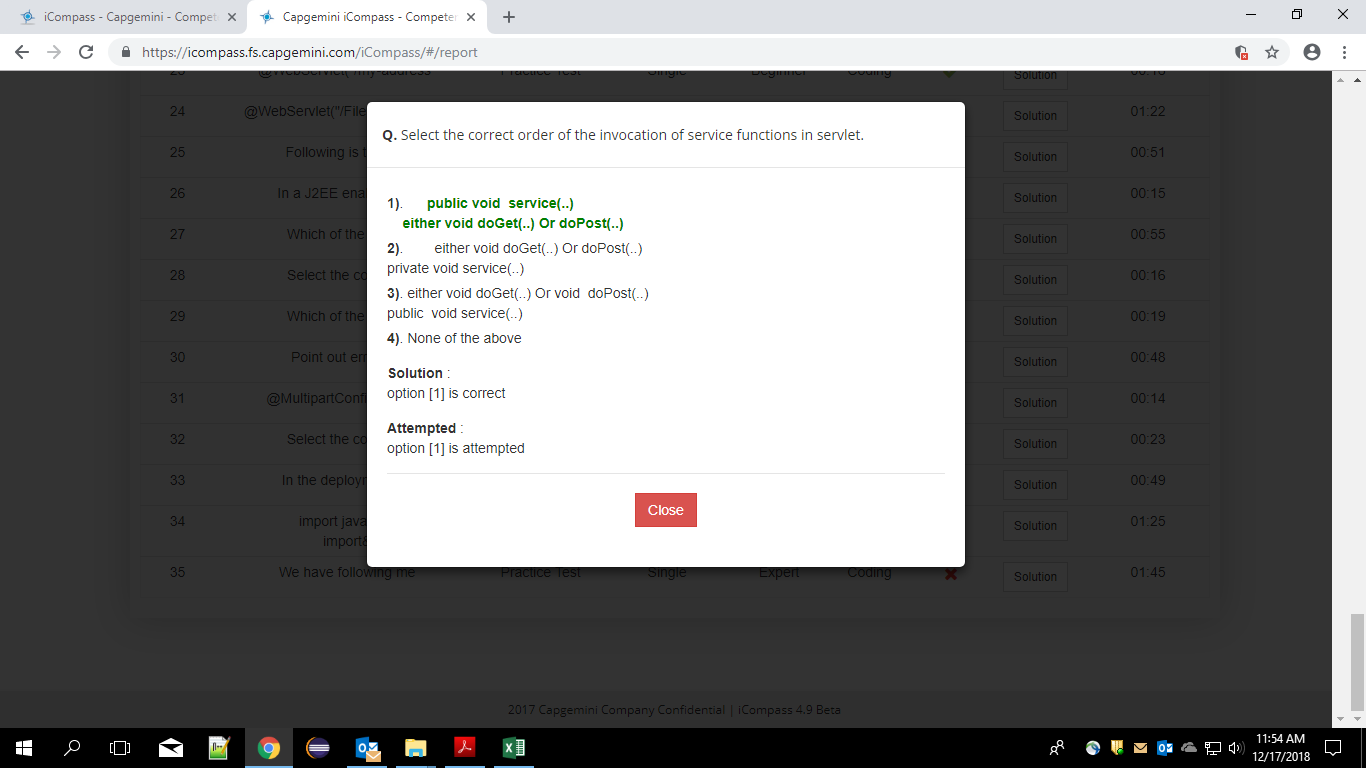 iCompass - Capgemini - Compet
Capgemini iCompass - Competen
https://icompass.fs.capgemini.com/iCompass/#/report
23 @WebServlet("/my-address Practice Test Single Beginner Coding Solution
24 @WebServlet("/File Solution 01:22
25 Following is t Solution 00:51
26 In a J2EE ena Solution 00:15
27 Which of the Solution 00:55
28 Select the co Solution 00:16
29 Which of the Solution 00:19
30 Point out err Solution 00:48
31 @MultipartConfi Solution 00:14
32 Select the co Solution 00:23
33 In the deploym Solution 00:49
34 import java Solution 01:25
import&
35 We have following me Practice Test Single Expert Coding Solution 01:45
Q. Select the correct order of the invocation of service functions in servlet.
1). public void service(..)
either void doGet(..) Or doPost(..)
2). either void doGet(..) Or doPost(..)
private void service(..)
3). either void doGet(..) Or void doPost(..)
public void service(..)
4). None of the above
Solution :
option [1] is correct
Attempted :
option [1] is attempted
Close
2017 Capgemini Company Confidential | iCompass 4.9 Beta
11:54 AM
12/17/2018